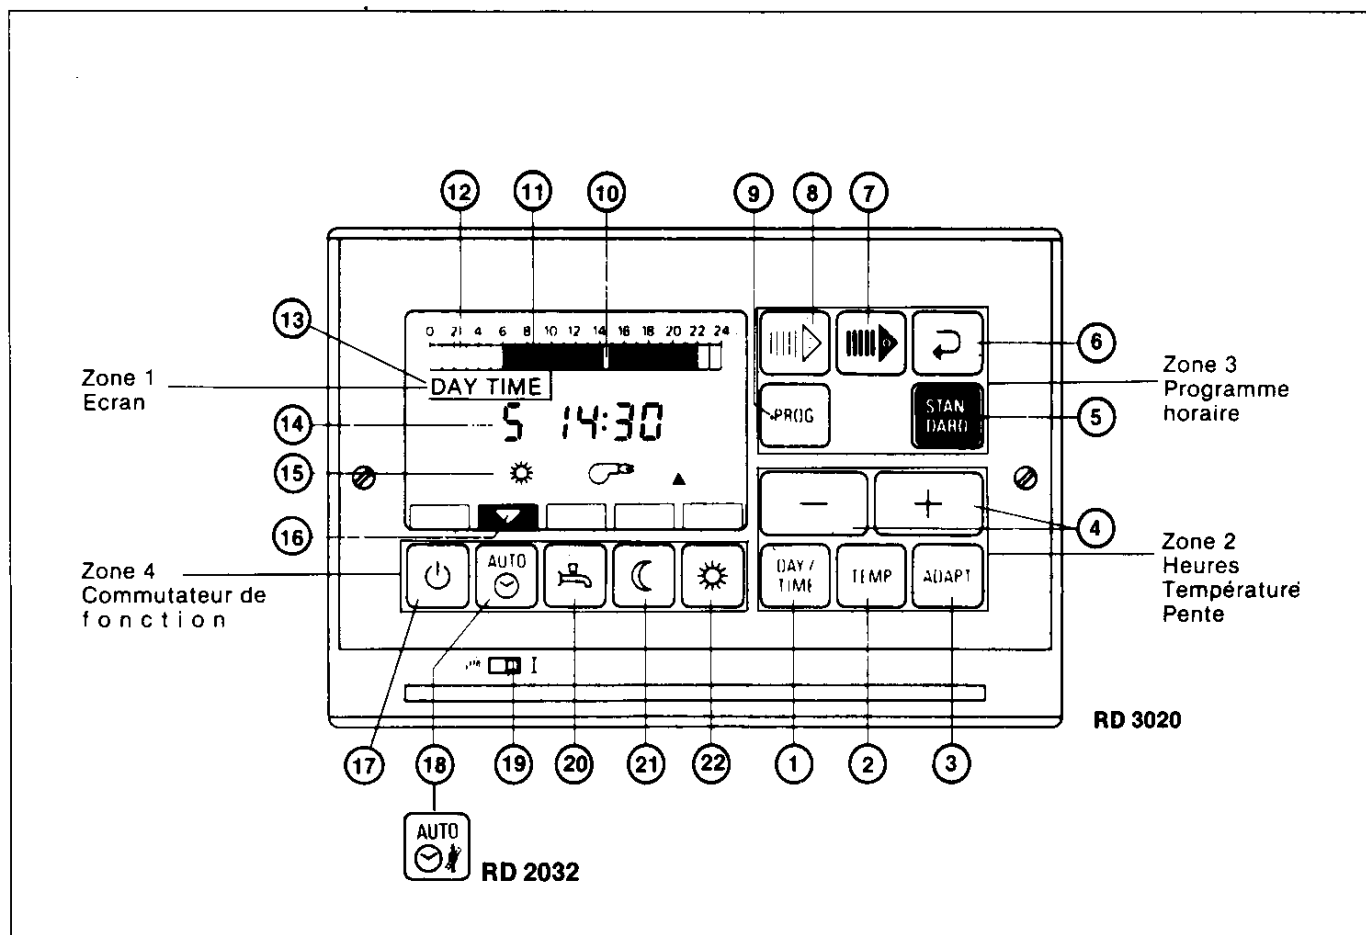 12 11 10 9 8 7
13
0 2 4 6 8 10 12 14 16 18 20 22 24
6
Zone 1
Ecran
DAY TIME
Zone 3
Programme
horaire
14
5 14:30
PROG
STAN
DARD
5
15
16
− +
4
Zone 4
Commutateur de
fonction
AUTO
DAY /
TIME
TEMP
ADAPT
Zone 2
Heures
Température
Pente
I
RD 3020
17 18 19 20 21 22 1 2 3
AUTO
RD 2032